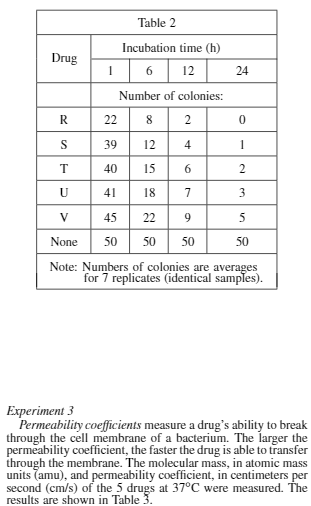 Table 2
Drug
Incubation time (h)
1 6 12 24
Number of colonies:
R 22 8 2 0
S 39 12 4 1
T 40 15 6 2
U 41 18 7 3
V 45 22 9 5
None 50 50 50 50
Note: Numbers of colonies are averages
for 7 replicates (identical samples).
Experiment 3
Permeability coefficients measure a drug's ability to break
through the cell membrane of a bacterium. The larger the
permeability coefficient, the faster the drug is able to transfer
through the membrane. The molecular mass, in atomic mass
units (amu), and permeability coefficient, in centimeters per
second (cm/s) of the 5 drugs at 37°C were measured. The
results are shown in Table 3.